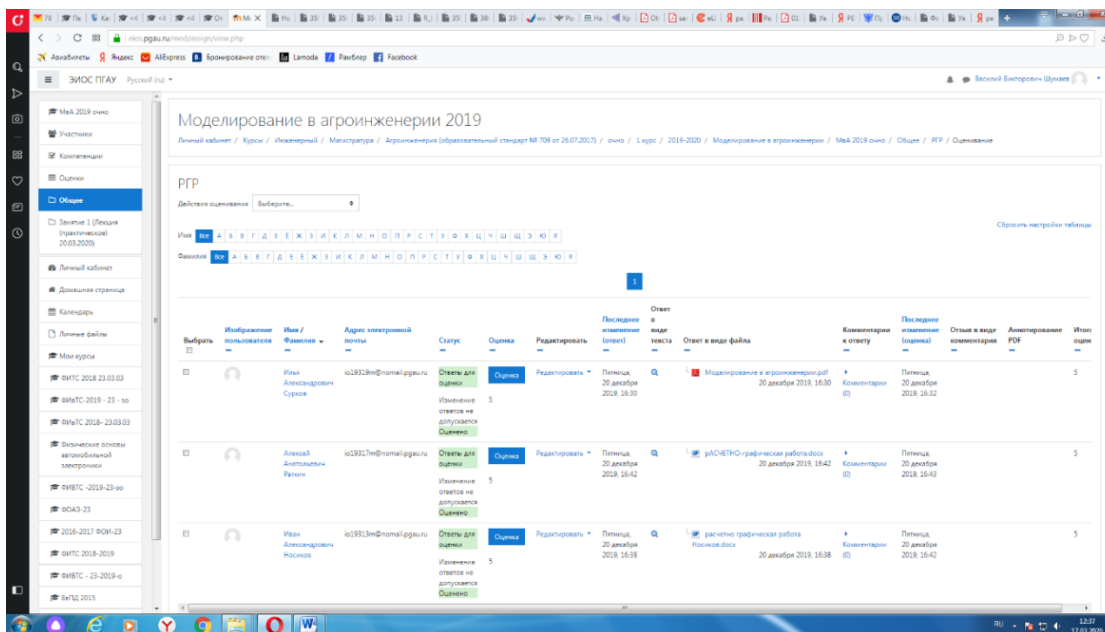 eios.pgau.ru/mod/assign/view.php
Авиабилеты Яндекс AliExpress Бронирование отел Lamoda Рамблер Facebook
ЭИОС ПГАУ Русский (ru)
Василий Викторович Шумаев
МвА 2019 очно
Участники
Компетенции
Оценки
Общее
Занятие 1 (Лекция
(практическое)
20.03.2020)
Личный кабинет
Домашняя страница
Календарь
Личные файлы
Мои курсы
ФИТС 2018 23.03.03
ФИвТС-2019 - 23 - зо
ФИвТС 2018- 23.03.03
Физические основы
автомобильной
электроники
ФИВТС -2019-23-зо
ФОАЭ-23
2016-2017 ФОИ-23
ФИТС 2018-2019
ФИВТС - 23-2019-о
ВеПД 2015
Моделирование в агроинженерии 2019
Личный кабинет / Курсы / Инженерный / Магистратура / Агроинженерия (образовательный стандарт № 709 от 26.07.2017) / очно / 1 курс / 2019-2020 / Моделирование в агроинженерии / МвА 2019 очно / Общее / РГР / Оценивание
РГР
Действия оценивания Выберите...
Сбросить настройки таблицы
Имя Все А Б В Г Д Е Ё Ж З И К Л М Н О П Р С Т У Ф Х Ц Ч Ш Щ Э Ю Я
Фамилия Все А Б В Г Д Е Ё Ж З И К Л М Н О П Р С Т У Ф Х Ц Ч Ш Щ Э Ю Я
1
Выбрать
Изображение
пользователя
Имя /
Фамилия
Адрес электронной
почты
Статус
Оценка
Редактировать
Последнее
изменение
(ответ)
Ответ
в
виде
текста
Ответ в виде файла
Комментарии
к ответу
Последнее
изменение
(оценка)
Отзыв в виде
комментария
Аннотирование
PDF
Итого
оцен
Илья
Александрович
Сурков
io19319m@nomail.pgau.ru
Ответы для
оценки
Изменение
ответов не
допускается
Оценено
Оценка
5
Редактировать
Пятница,
20 декабря
2019, 16:30
Моделирование в агроинженерии.pdf
20 декабря 2019, 16:30
Комментарии
(0)
Пятница,
20 декабря
2019, 16:32
5
Алексей
Анатольевич
Раткин
io19317m@nomail.pgau.ru
Ответы для
оценки
Изменение
ответов не
допускается
Оценено
Оценка
5
Редактировать
Пятница,
20 декабря
2019, 16:42
рАСЧЕТНО-графическая работа.docx
20 декабря 2019, 16:42
Комментарии
(0)
Пятница,
20 декабря
2019, 16:43
5
Иван
Александрович
Носиков
io19313m@nomail.pgau.ru
Ответы для
оценки
Изменение
ответов не
допускается
Оценено
Оценка
5
Редактировать
Пятница,
20 декабря
2019, 16:38
расчетно графическая работа
Носиков.docx
20 декабря 2019, 16:38
Комментарии
(0)
Пятница,
20 декабря
2019, 16:42
5
RU
12:37
17.03.2020